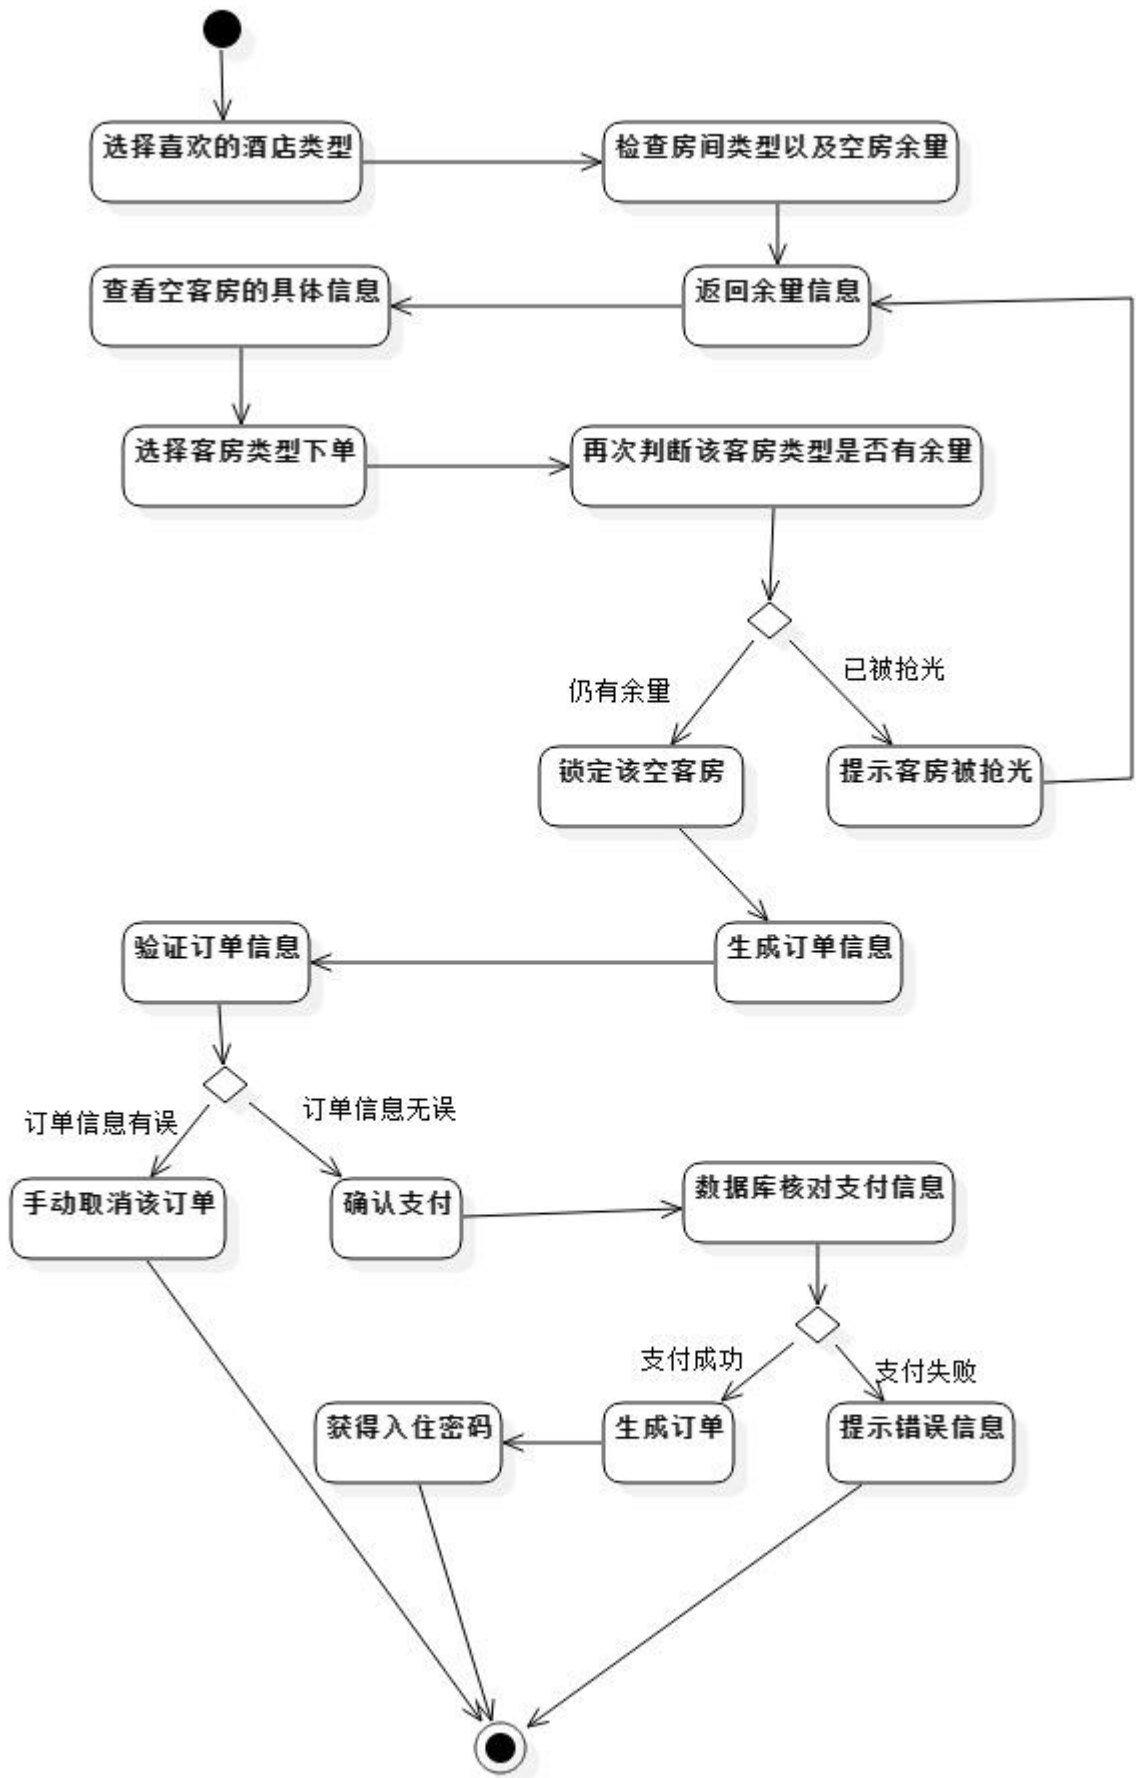 选择喜欢的酒店类型
检查房间类型以及空房余量
查看空客房的具体信息
返回余量信息
选择客房类型下单
再次判断该客房类型是否有余量
仍有余量
已被抢光
锁定该空客房
提示客房被抢光
验证订单信息
生成订单信息
订单信息有误
订单信息无误
手动取消该订单
确认支付
数据库核对支付信息
支付成功
支付失败
获得入住密码
生成订单
提示错误信息